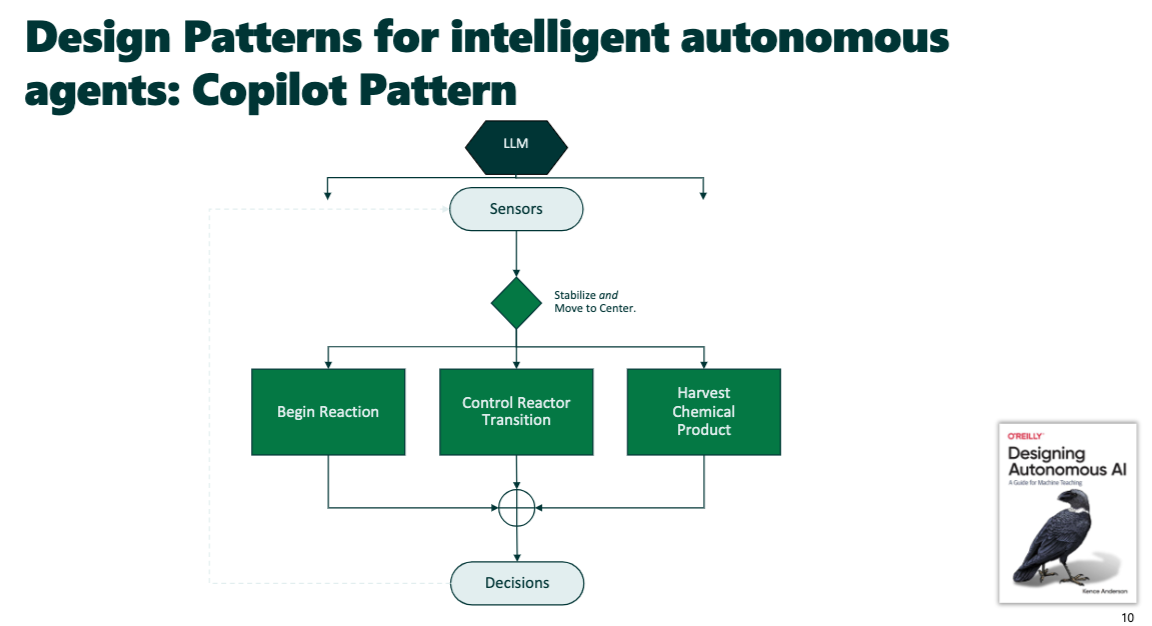 Design Patterns for intelligent autonomous
agents: Copilot Pattern
LLM
Sensors
Stabilize and
Move to Center.
Begin Reaction
Control Reactor
Transition
Harvest
Chemical
Product
Decisions
O'REILLY
Designing
Autonomous AI
A Guide for Machine Teaching
Kence Anderson
10